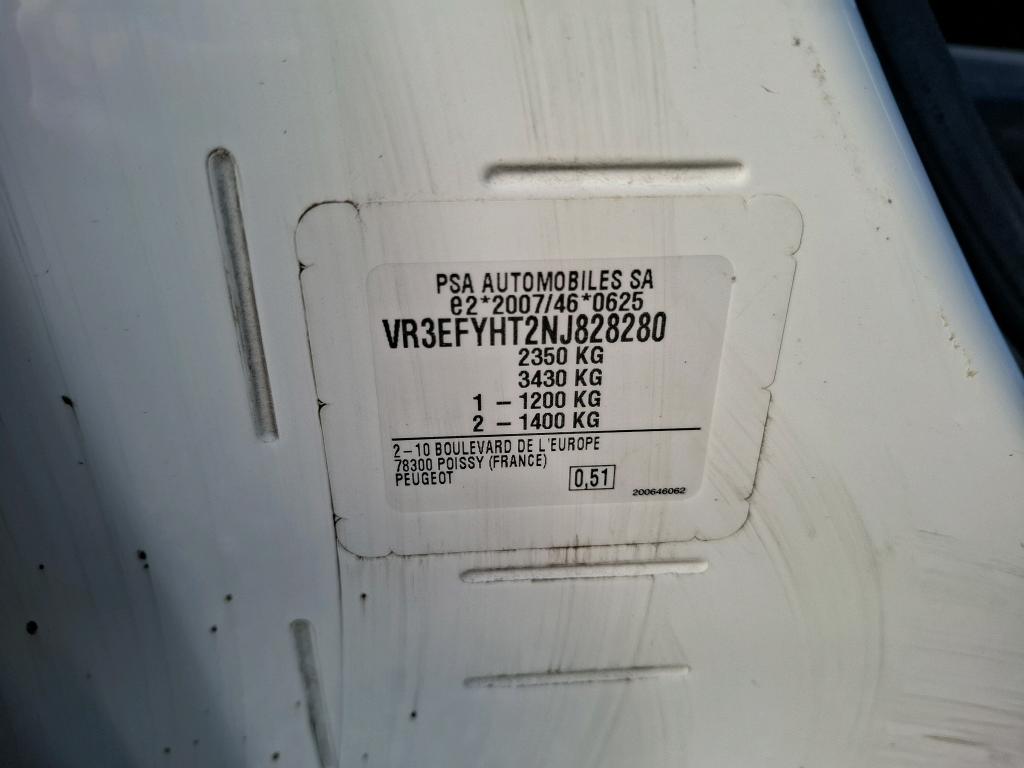 PSA AUTOMOBILES SA
e2*2007/46*0625
VR3EFYHT2NJ828280
2350 KG
3430 KG
1 – 1200 KG
2 – 1400 KG
2–10 BOULEVARD DE L'EUROPE
78300 POISSY (FRANCE)
PEUGEOT
0,51
200646062